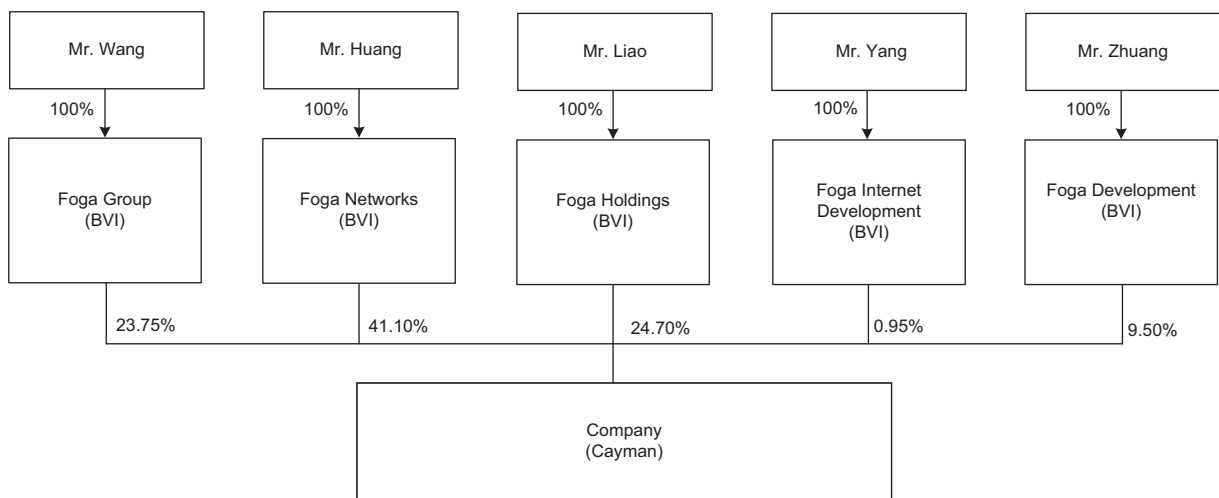 Mr. Wang
Mr. Huang
Mr. Liao
Mr. Yang
Mr. Zhuang
100%
100%
100%
100%
100%
Foga Group
(BVI)
Foga Networks
(BVI)
Foga Holdings
(BVI)
Foga Internet
Development
(BVI)
Foga Development
(BVI)
23.75%
41.10%
24.70%
0.95%
9.50%
Company
(Cayman)